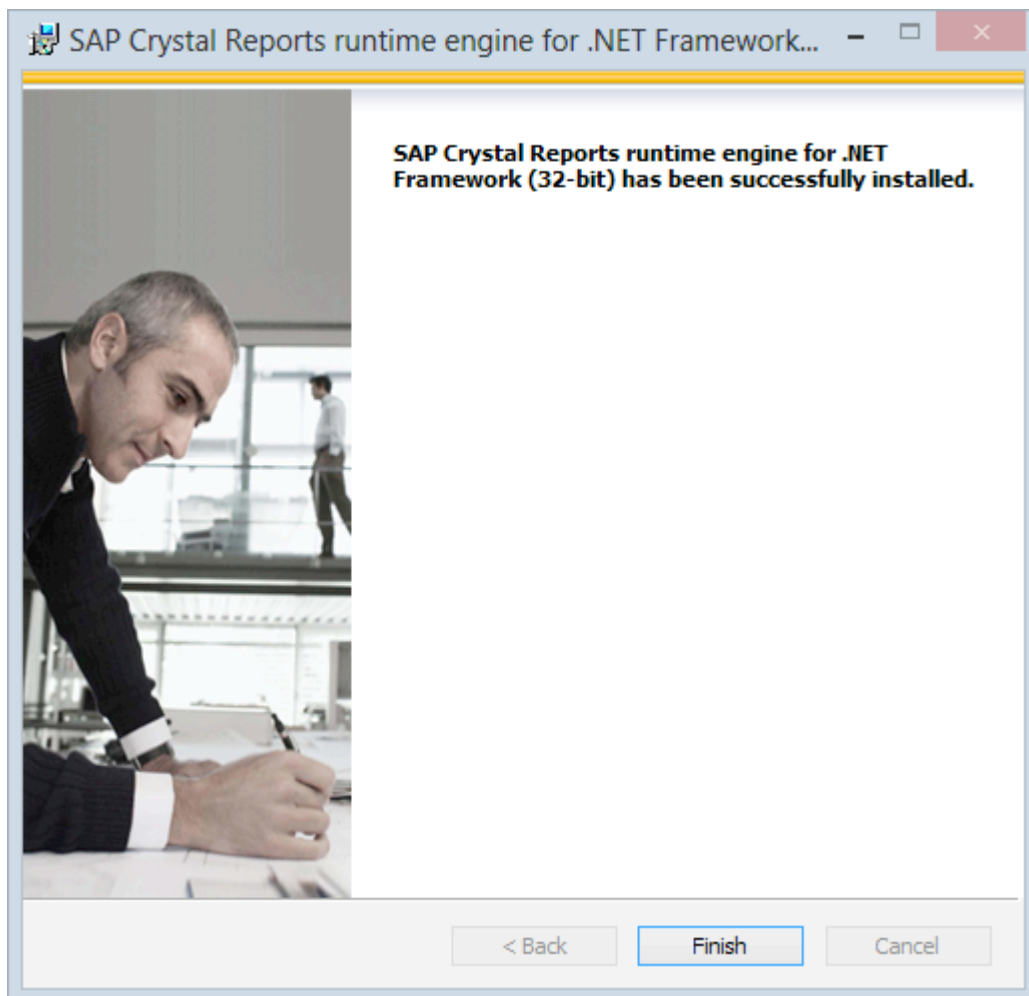 SAP Crystal Reports runtime engine for .NET Framework...
SAP Crystal Reports runtime engine for .NET
Framework (32-bit) has been successfully installed.
< Back
Finish
Cancel